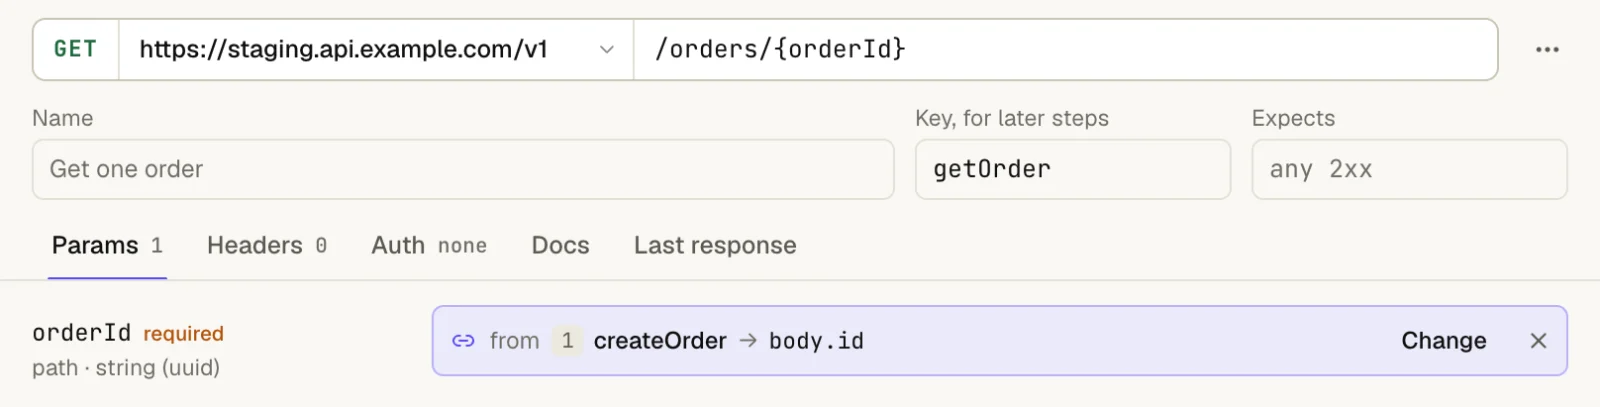 GET https://staging.api.example.com/v1 /orders/{orderId}
Name Key, for later steps Expects
Get one order getOrder any 2xx
Params 1 Headers 0 Auth none Docs Last response
orderId required
path · string (uuid)
from 1 createOrder → body.id Change